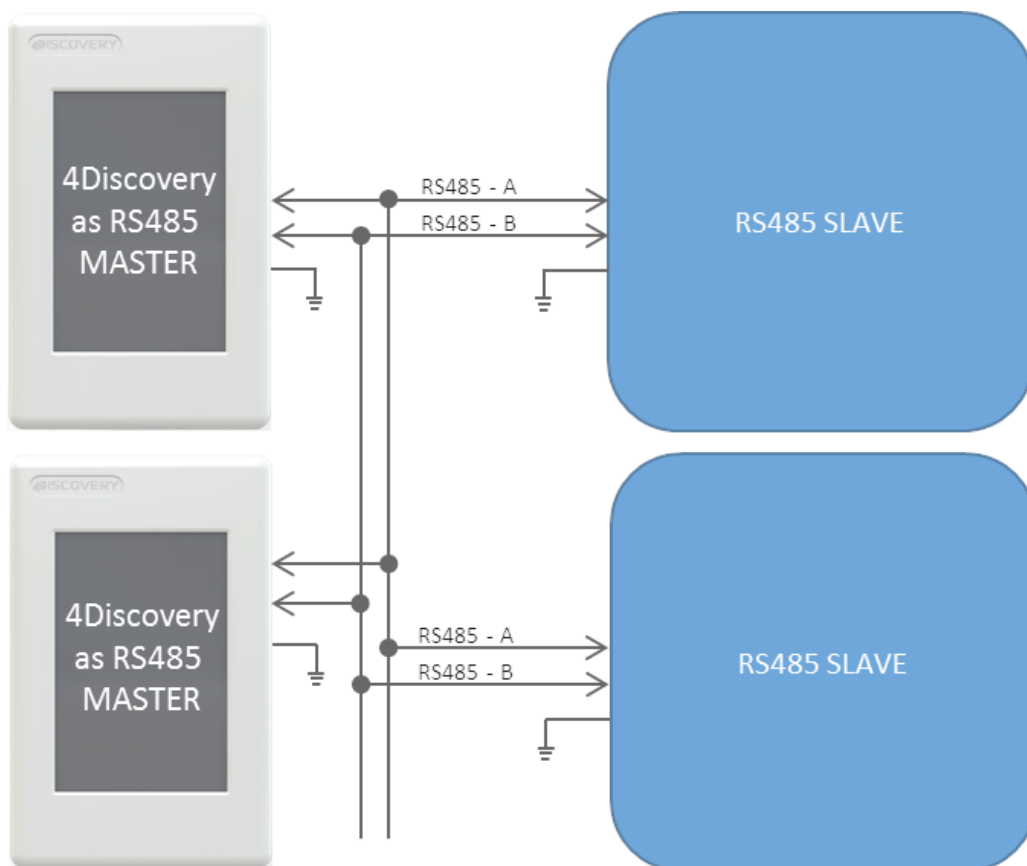 4DISCOVERY
4Discovery
as RS485
MASTER
RS485 - A
RS485 - B
RS485 SLAVE
4DISCOVERY
4Discovery
as RS485
MASTER
RS485 - A
RS485 - B
RS485 SLAVE